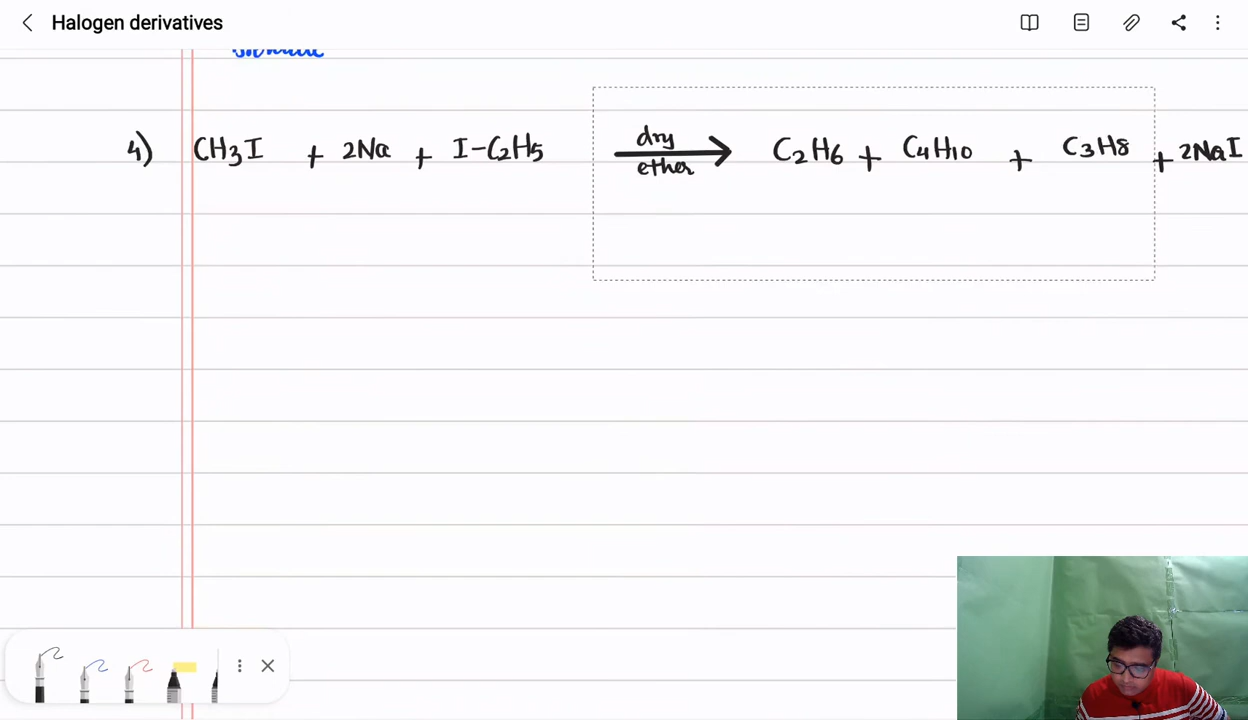 Halogen derivatives
4) CH3I + 2Na + I-C2H5 dry ether C2H6 + C4H10 + C3H8 + 2NaI